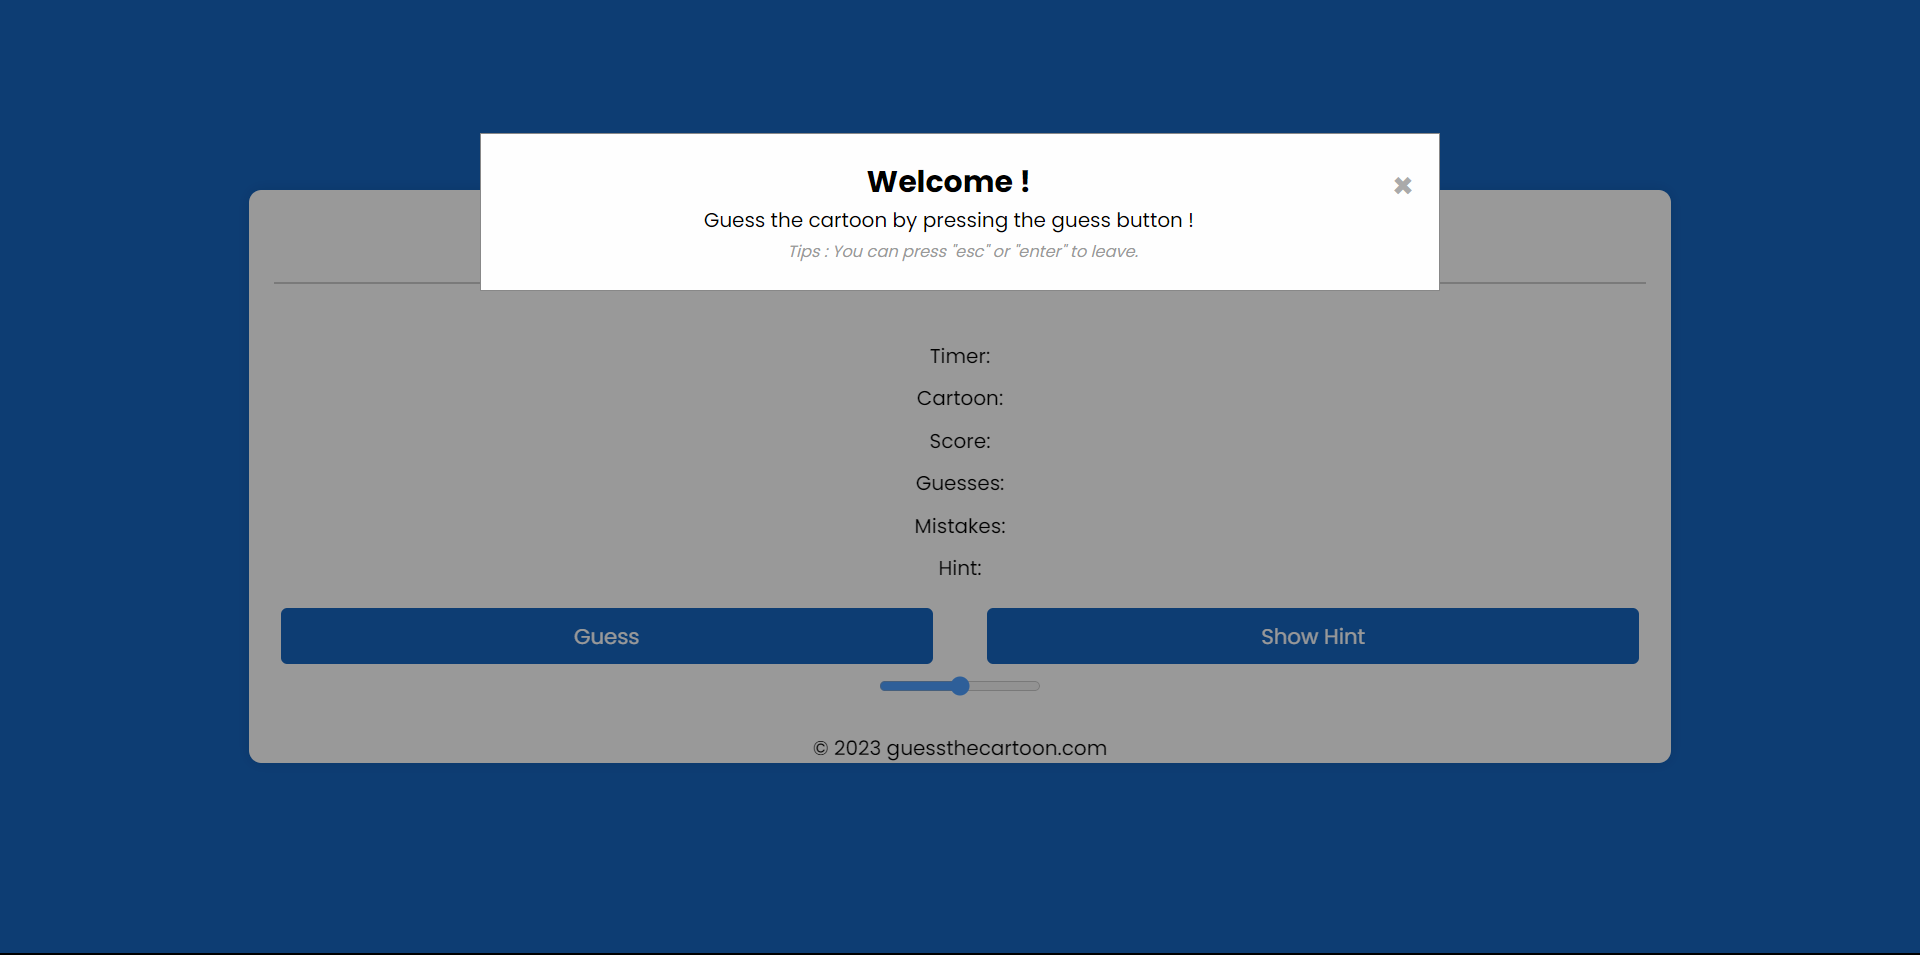 Welcome !
✖
Guess the cartoon by pressing the guess button !
Tips : You can press "esc" or "enter" to leave.
Timer:
Cartoon:
Score:
Guesses:
Mistakes:
Hint:
Guess
Show Hint
© 2023 guessthecartoon.com